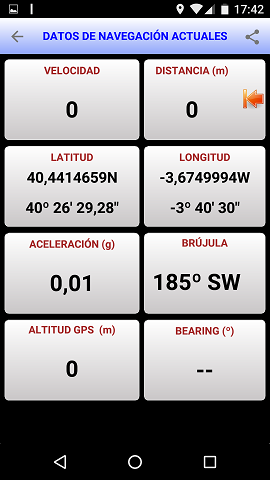 17:42
DATOS DE NAVEGACIÓN ACTUALES
VELOCIDAD
0
DISTANCIA (m)
0
LATITUD
40,4414659N
40º 26' 29,28"
LONGITUD
-3,6749994W
-3º 40' 30"
ACELERACIÓN (g)
0,01
BRÚJULA
185º SW
ALTITUD GPS (m)
0
BEARING (º)
--